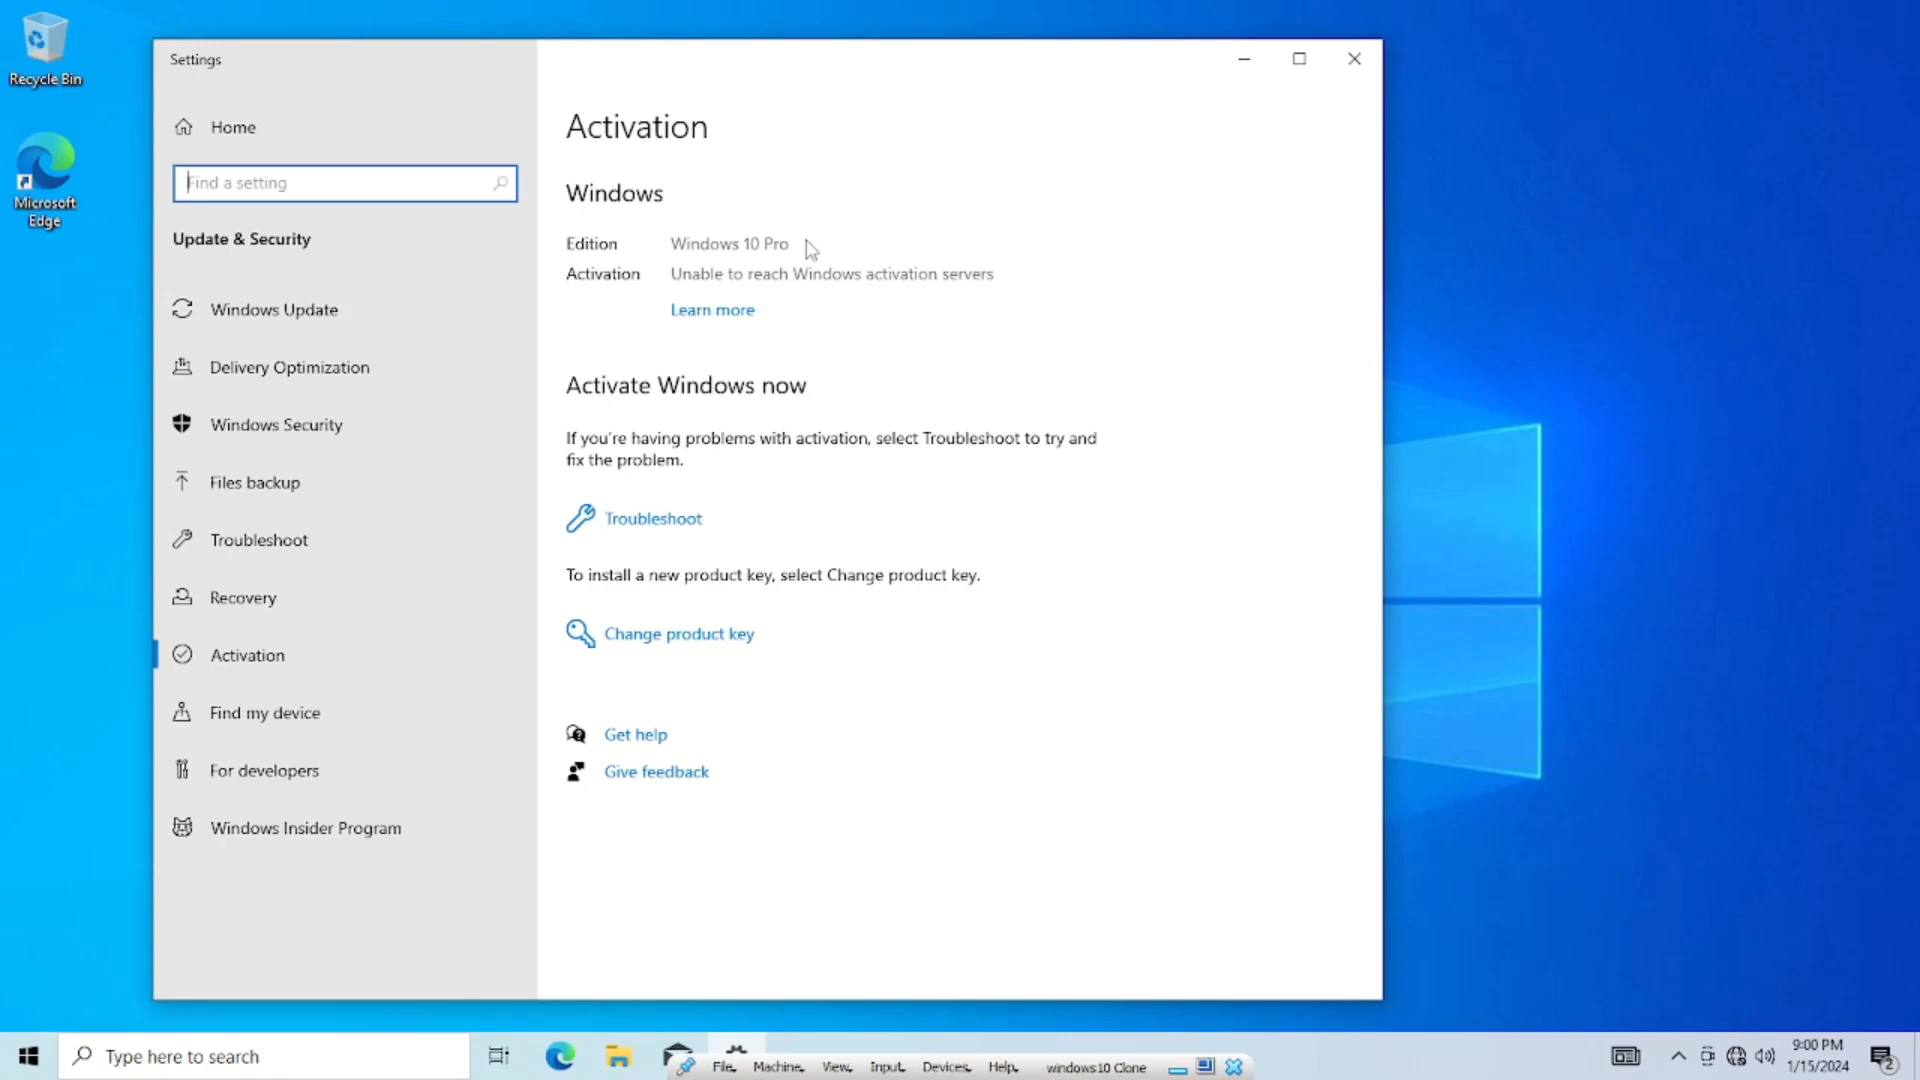 Recycle Bin
Microsoft
Edge
Settings
Home
Find a setting
Update & Security
Windows Update
Delivery Optimization
Windows Security
Files backup
Troubleshoot
Recovery
Activation
Find my device
For developers
Windows Insider Program
Activation
Windows
Edition Windows 10 Pro
Activation Unable to reach Windows activation servers
Learn more
Activate Windows now
If you're having problems with activation, select Troubleshoot to try and
fix the problem.
Troubleshoot
To install a new product key, select Change product key.
Change product key
Get help
Give feedback
Type here to search
File Machine View Input Devices Help windows10 Clone
9:00 PM
1/15/2024
2